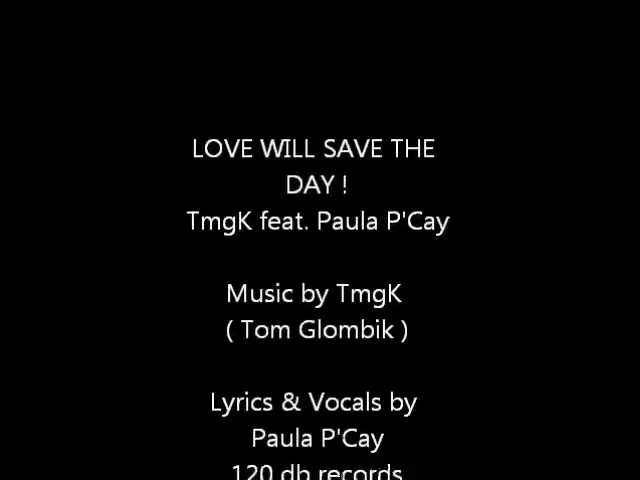 LOVE WILL SAVE THE
DAY !
TmgK feat. Paula P'Cay
Music by TmgK
( Tom Glombik )
Lyrics & Vocals by
Paula P'Cay
120 db records